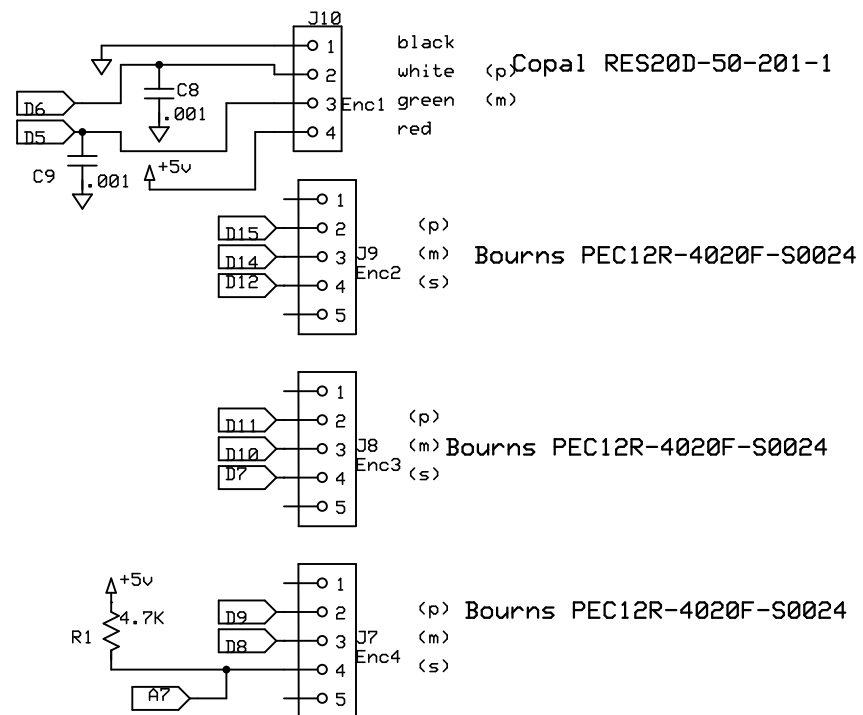 J10
1 black
2 white (p) Copal RES20D-50-201-1
D6 C8 .001 3 Enc1 green (m)
D5 4 red
C9 .001 +5v
1
D15 2 (p)
D14 3 J9 (m) Bourns PEC12R-4020F-S0024
D12 4 Enc2 (s)
5
1
D11 2 (p)
D10 3 J8 (m) Bourns PEC12R-4020F-S0024
D7 4 Enc3 (s)
5
+5v 1
4.7K D9 2 (p) Bourns PEC12R-4020F-S0024
R1 D8 3 J7 (m)
4 Enc4 (s)
A7 5